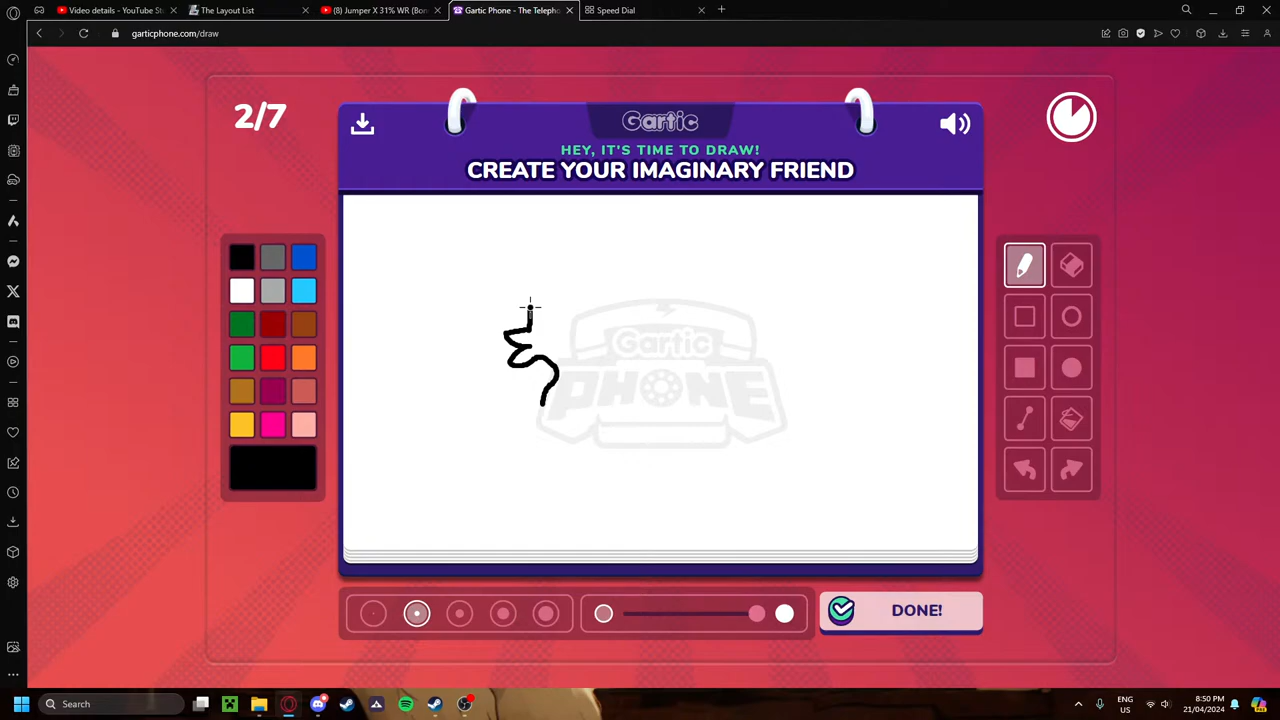 Video details - YouTube St
The Layout List
(8) Jumper X 31% WR (Bon
Gartic Phone - The Teleph
Speed Dial
garticphone.com/draw
2/7
Gartic
HEY, IT'S TIME TO DRAW!
CREATE YOUR IMAGINARY FRIEND
Gartic
PHONE
DONE!
Search
ENG
US
8:50 PM
21/04/2024